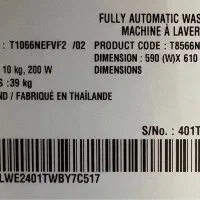 FULLY AUTOMATIC WAS
MACHINE À LAVER
: T1066NEFVF2 /02 PRODUCT CODE : T8566N
DIMENSION : 590 (W)X 610
10 kg, 200 W
S :39 kg
ND / FABRIQUÉ EN THAÏLANDE
S/No. : 401T
LWE2401TWBY7C517